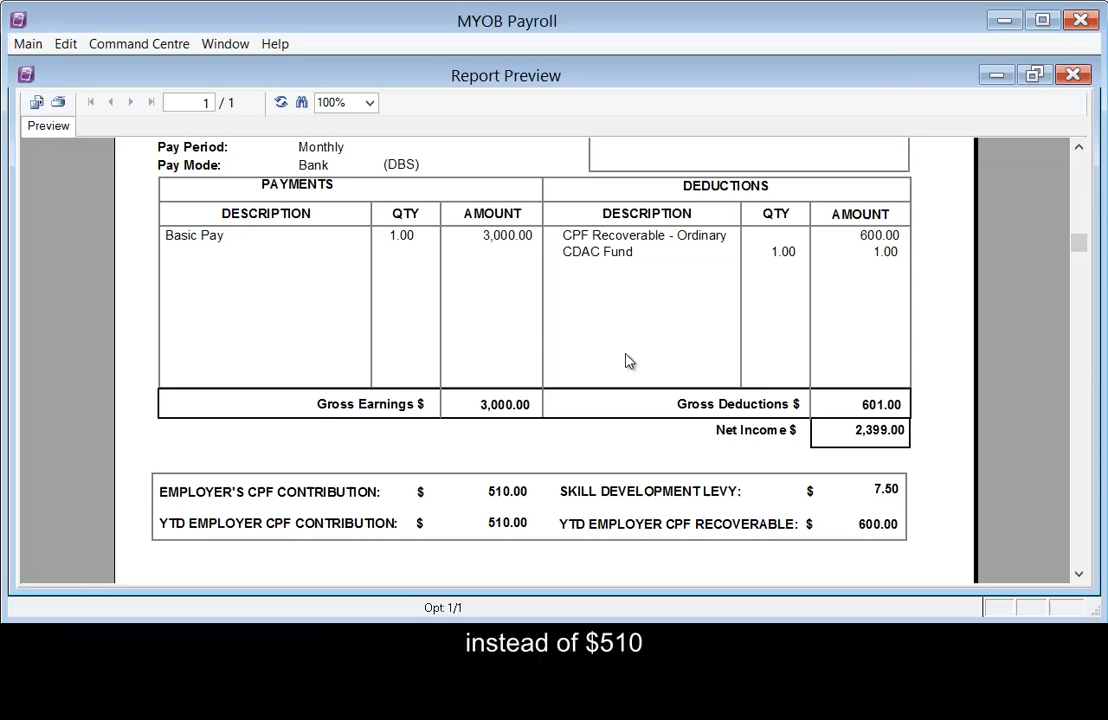 MYOB Payroll
Main Edit Command Centre Window Help
Report Preview
1 / 1 100%
Preview
Pay Period: Monthly
Pay Mode: Bank (DBS)
PAYMENTS DEDUCTIONS
DESCRIPTION QTY AMOUNT DESCRIPTION QTY AMOUNT
Basic Pay 1.00 3,000.00 CPF Recoverable - Ordinary 600.00
CDAC Fund 1.00 1.00
Gross Earnings $ 3,000.00 Gross Deductions $ 601.00
Net Income $ 2,399.00
EMPLOYER'S CPF CONTRIBUTION: $ 510.00 SKILL DEVELOPMENT LEVY: $ 7.50
YTD EMPLOYER CPF CONTRIBUTION: $ 510.00 YTD EMPLOYER CPF RECOVERABLE: $ 600.00
Opt: 1/1
instead of $510